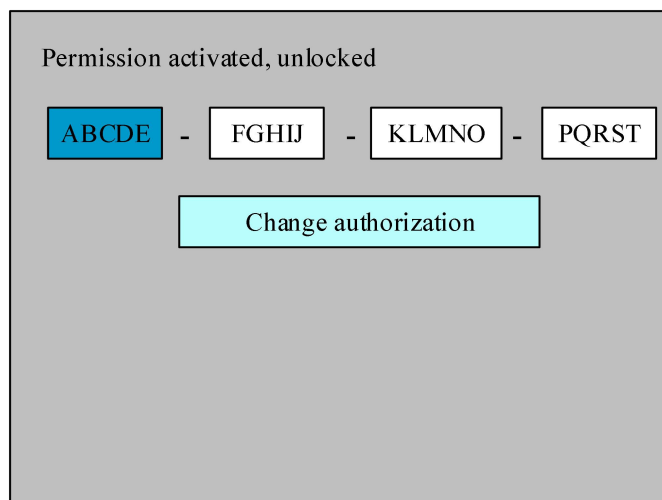 Permission activated, unlocked
ABCDE - FGHIJ - KLMNO - PQRST
Change authorization